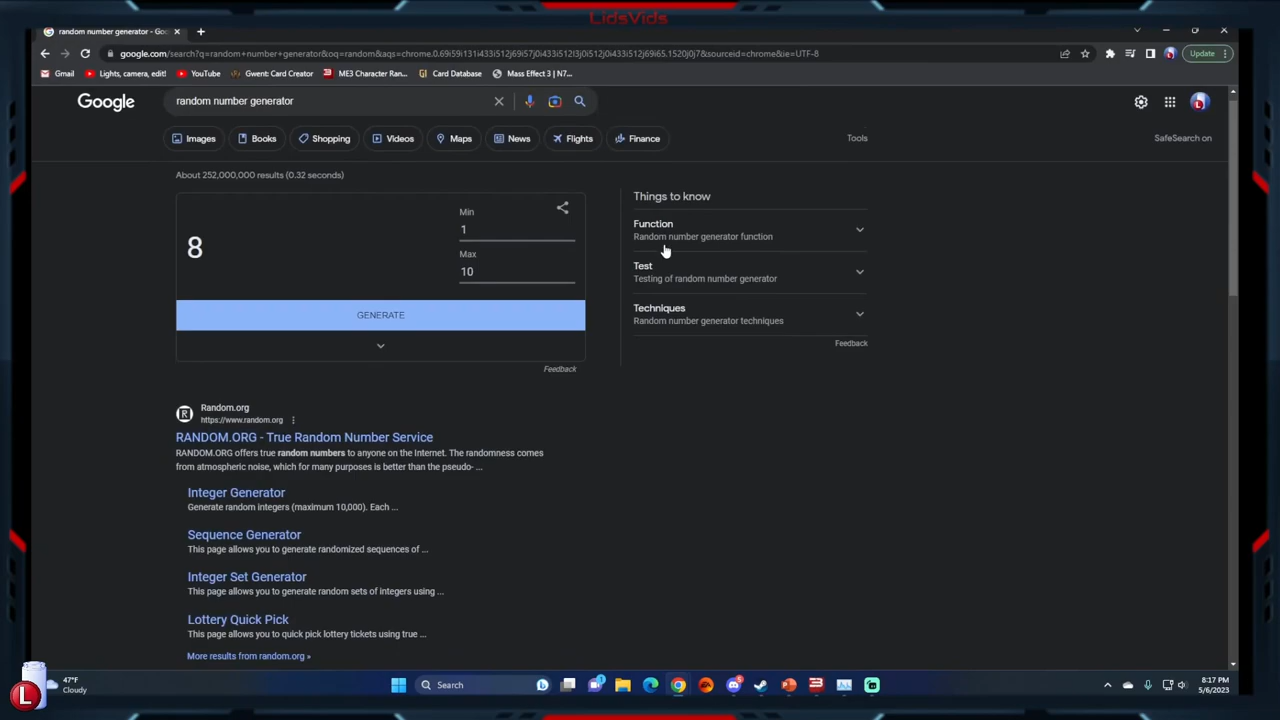 LidsVids
random number generator - Goo
google.com/search?q=random+number+generator&oq=random&aqs=chrome.0.69i59i131i433i512j69i57j0i433i512l3j0i512j0i433i512j69i65.1520j0j7&sourceid=chrome&ie=UTF-8
Update
Gmail
Lights, camera, edit!
YouTube
Gwent: Card Creator
ME3 Character Ran...
Card Database
Mass Effect 3 | N7...
Google
random number generator
Images
Books
Shopping
Videos
Maps
News
Flights
Finance
Tools
SafeSearch on
About 252,000,000 results (0.32 seconds)
8
Min
1
Max
10
GENERATE
Feedback
Things to know
Function
Random number generator function
Test
Testing of random number generator
Techniques
Random number generator techniques
Feedback
R
Random.org
https://www.random.org
RANDOM.ORG - True Random Number Service
RANDOM.ORG offers true random numbers to anyone on the Internet. The randomness comes
from atmospheric noise, which for many purposes is better than the pseudo- ...
Integer Generator
Generate random integers (maximum 10,000). Each ...
Sequence Generator
This page allows you to generate randomized sequences of ...
Integer Set Generator
This page allows you to generate random sets of integers using ...
Lottery Quick Pick
This page allows you to quick pick lottery tickets using true ...
More results from random.org »
L
47°F
Cloudy
Search
8:17 PM
5/6/2023